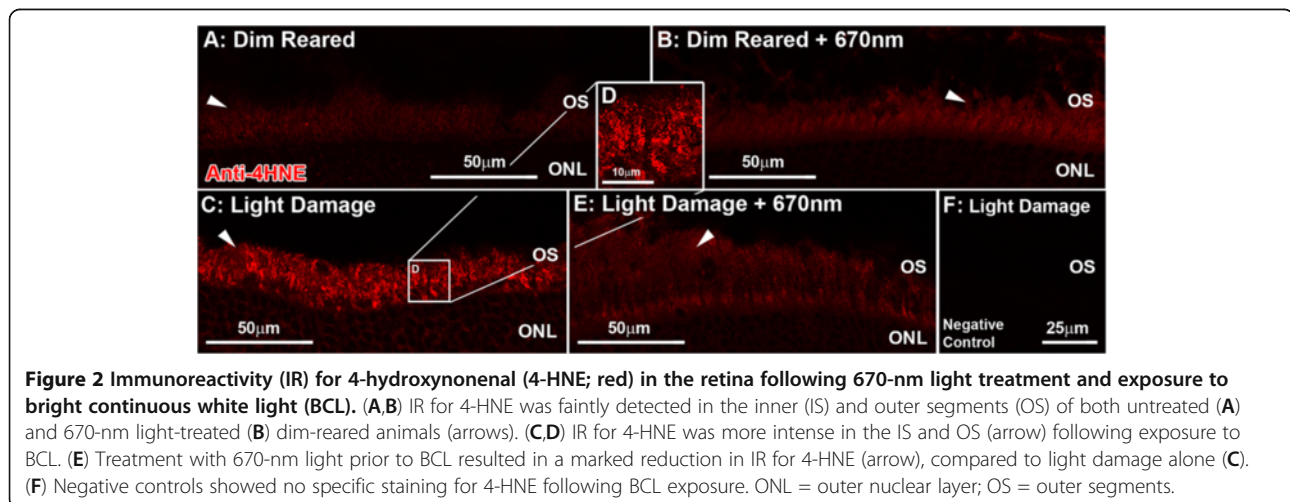 A: Dim Reared
OS
50µm
ONL
Anti-4HNE
D
10µm
B: Dim Reared + 670nm
OS
50µm
ONL
C: Light Damage
D
OS
50µm
ONL
E: Light Damage + 670nm
OS
50µm
ONL
F: Light Damage
OS
Negative
Control
25µm
Figure 2 Immunoreactivity (IR) for 4-hydroxynonenal (4-HNE; red) in the retina following 670-nm light treatment and exposure to
bright continuous white light (BCL). (A,B) IR for 4-HNE was faintly detected in the inner (IS) and outer segments (OS) of both untreated (A)
and 670-nm light-treated (B) dim-reared animals (arrows). (C,D) IR for 4-HNE was more intense in the IS and OS (arrow) following exposure to
BCL. (E) Treatment with 670-nm light prior to BCL resulted in a marked reduction in IR for 4-HNE (arrow), compared to light damage alone (C).
(F) Negative controls showed no specific staining for 4-HNE following BCL exposure. ONL = outer nuclear layer; OS = outer segments.